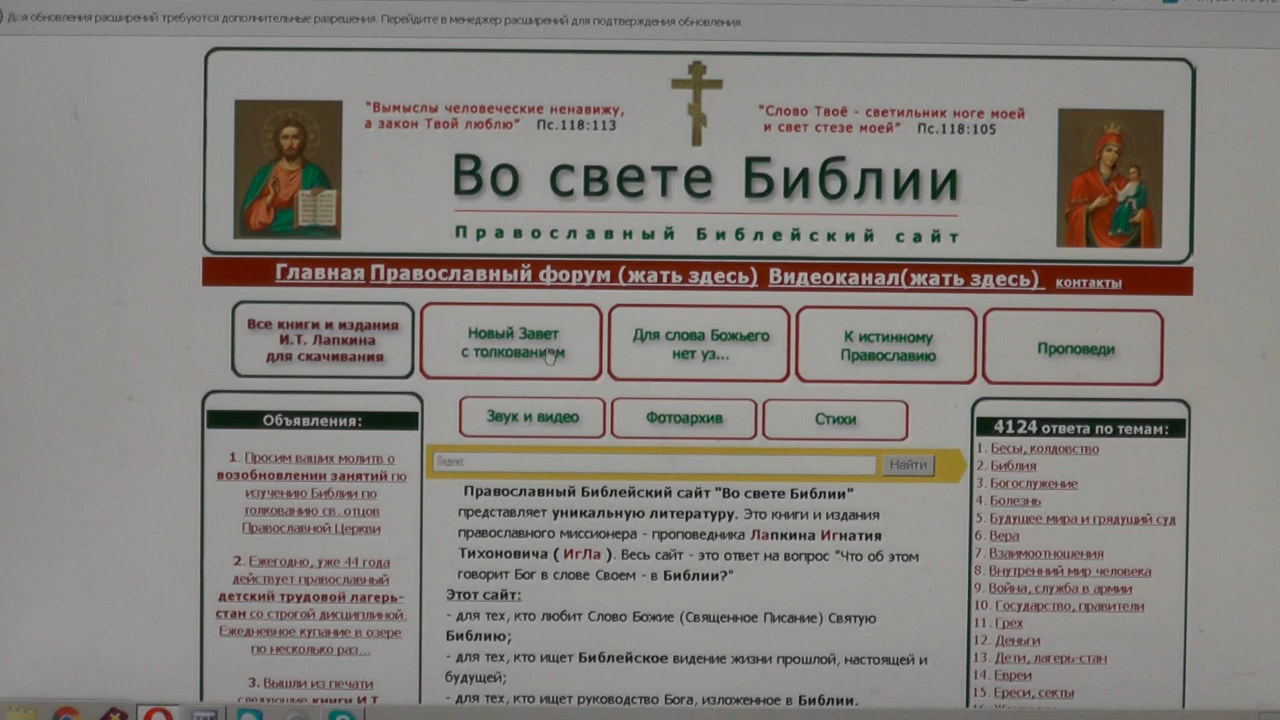 Для обновления расширений требуются дополнительные разрешения. Перейдите в менеджер расширений для подтверждения обновления.
"Вымыслы человеческие ненавижу,
а закон Твой люблю" Пс.118:113
"Слово Твоё - светильник ноге моей
и свет стезе моей" Пс.118:105
Во свете Библии
Православный Библейский сайт
Главная Православный форум (жать здесь) Видеоканал(жать здесь) контакты
Все книги и издания
И.Т. Лапкина
для скачивания
Новый Завет
с толкованием
Для слова Божьего
нет уз...
К истинному
Православию
Проповеди
Звук и видео
Фотоархив
Стихи
Объявления:
1. Просим ваших молитв о
возобновлении занятий по
изучению Библии по
толкованию св. отцов
Православной Церкви
2. Ежегодно, уже 44 года
действует православный
детский трудовой лагерь-
стан со строгой дисциплиной.
Ежедневное купание в озере
по несколько раз...
3. Вышли из печати
следующие книги И.Т.
Яндекс
Найти
Православный Библейский сайт "Во свете Библии"
представляет уникальную литературу. Это книги и издания
православного миссионера - проповедника Лапкина Игнатия
Тихоновича ( ИгЛа ). Весь сайт - это ответ на вопрос "Что об этом
говорит Бог в слове Своем - в Библии?"
Этот сайт:
- для тех, кто любит Слово Божие (Священное Писание) Святую
Библию;
- для тех, кто ищет Библейское видение жизни прошлой, настоящей и
будущей;
- для тех, кто ищет руководство Бога, изложенное в Библии.
4124 ответа по темам:
1. Бесы, колдовство
2. Библия
3. Богослужение
4. Болезнь
5. Будущее мира и грядущий суд
6. Вера
7. Взаимоотношения
8. Внутренний мир человека
9. Война, служба в армии
10. Государство, правители
11. Грех
12. Деньги
13. Дети, лагерь-стан
14. Евреи
15. Ереси, секты